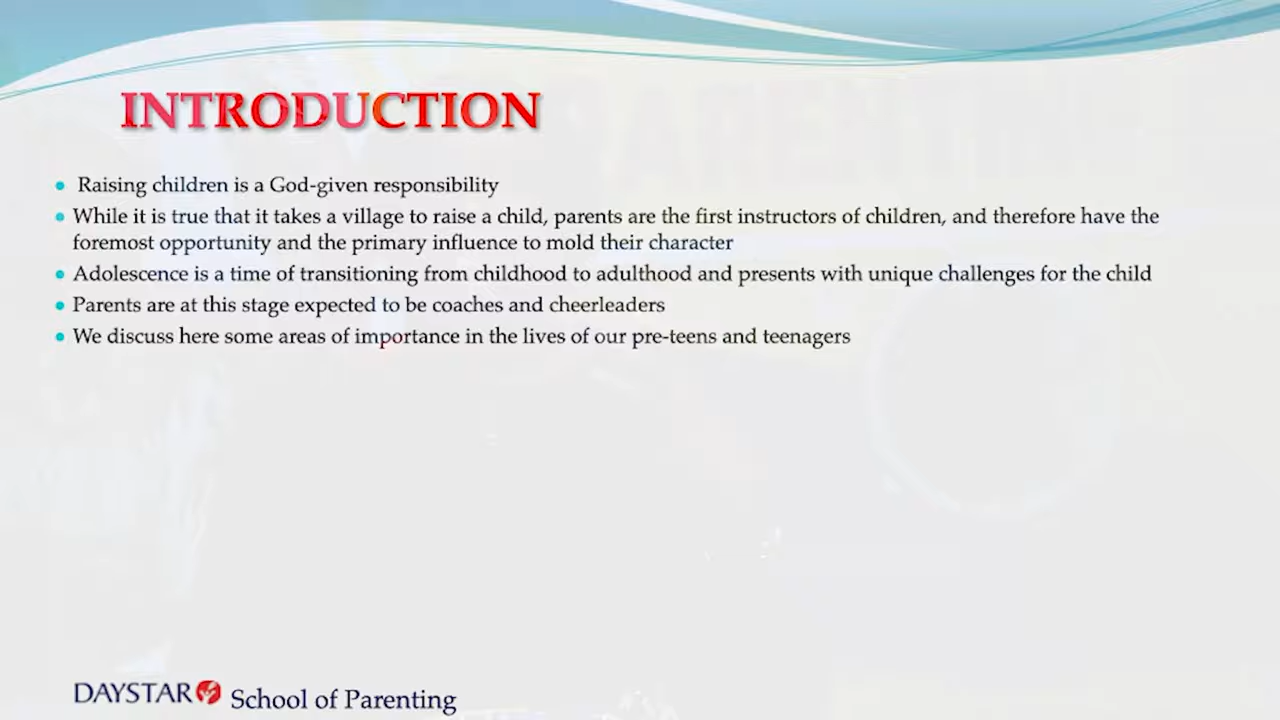 INTRODUCTION
Raising children is a God-given responsibility
While it is true that it takes a village to raise a child, parents are the first instructors of children, and therefore have the
foremost opportunity and the primary influence to mold their character
Adolescence is a time of transitioning from childhood to adulthood and presents with unique challenges for the child
Parents are at this stage expected to be coaches and cheerleaders
We discuss here some areas of importance in the lives of our pre-teens and teenagers
DAYSTAR School of Parenting